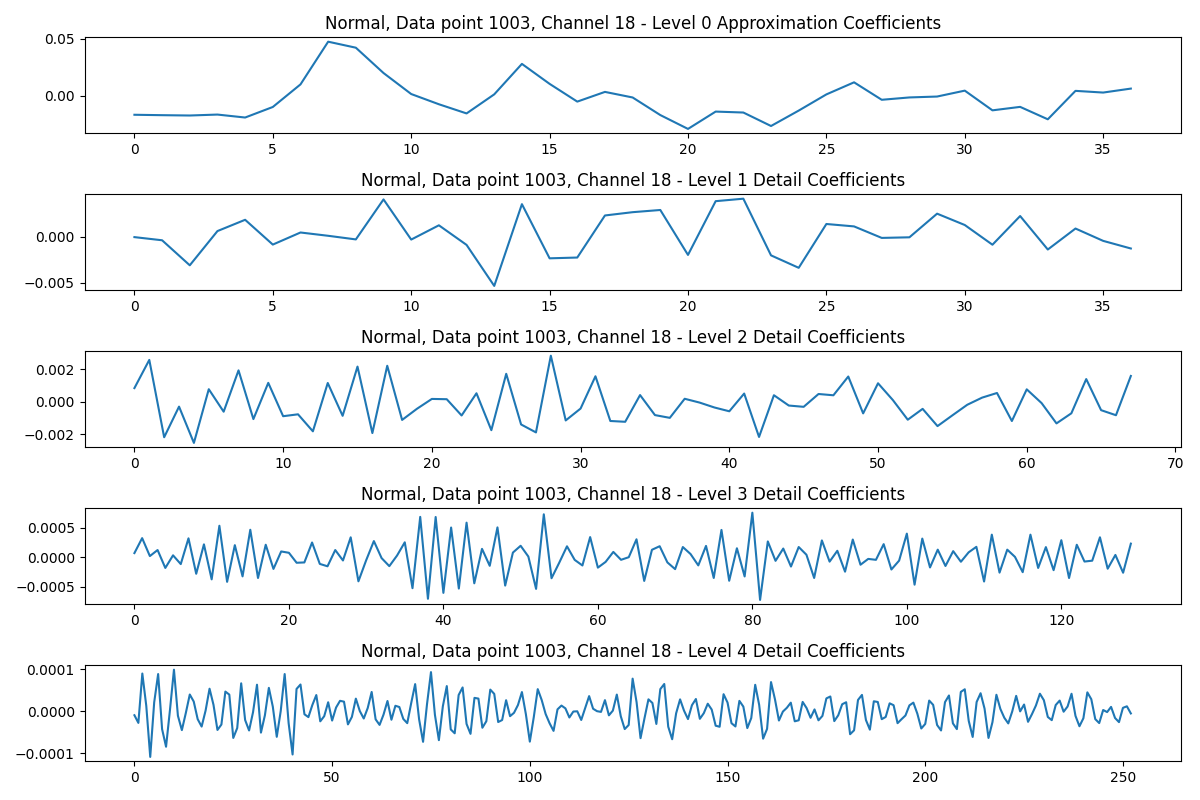 Normal, Data point 1003, Channel 18 - Level 0 Approximation Coefficients
0.05
0.00
0 5 10 15 20 25 30 35
Normal, Data point 1003, Channel 18 - Level 1 Detail Coefficients
0.000
−0.005
0 5 10 15 20 25 30 35
Normal, Data point 1003, Channel 18 - Level 2 Detail Coefficients
0.002
0.000
−0.002
0 10 20 30 40 50 60 70
Normal, Data point 1003, Channel 18 - Level 3 Detail Coefficients
0.0005
0.0000
−0.0005
0 20 40 60 80 100 120
Normal, Data point 1003, Channel 18 - Level 4 Detail Coefficients
0.0001
0.0000
−0.0001
0 50 100 150 200 250